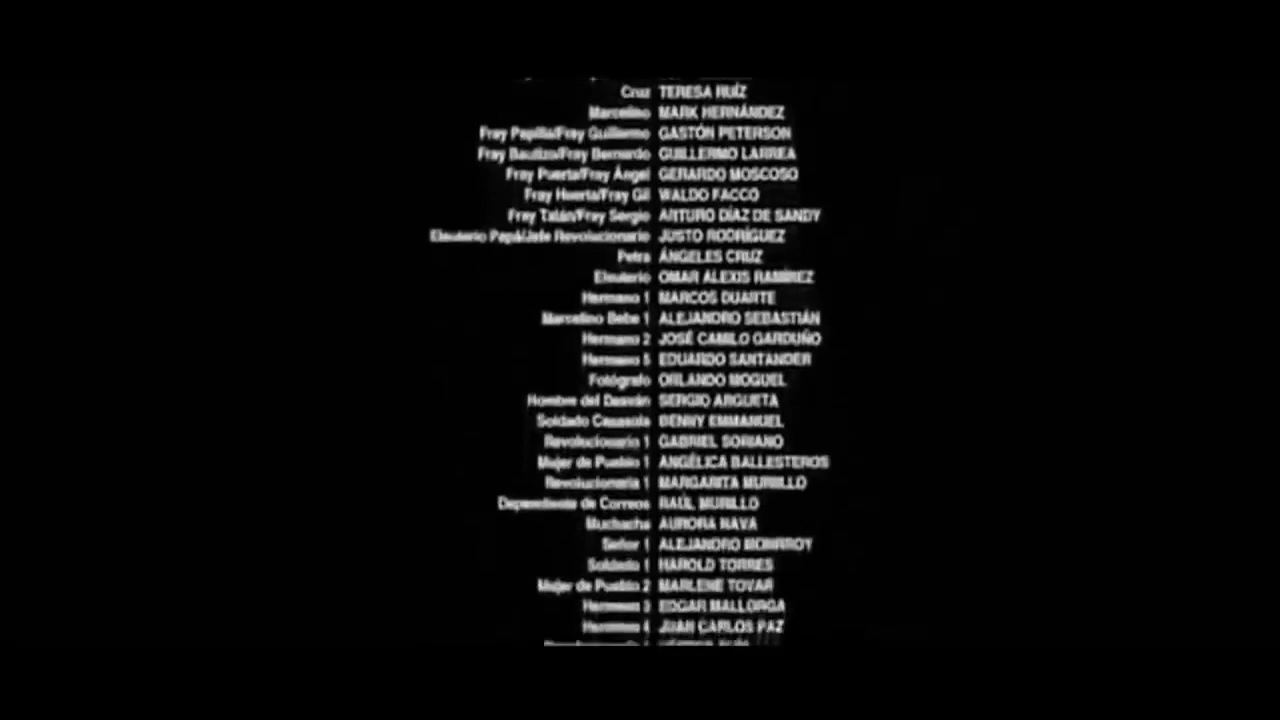 Cruz TERESA RUÍZ
Marcelino MARK HERNÁNDEZ
Fray Papilla/Fray Guillermo GASTÓN PETERSON
Fray Bautizo/Fray Bernardo GUILLERMO LARREA
Fray Puerta/Fray Ángel GERARDO MOSCOSO
Fray Huerta/Fray Gil WALDO FACCO
Fray Talán/Fray Sergio ARTURO DÍAZ DE SANDY
Eleuterio Papá/Jefe Revolucionario JUSTO RODRÍGUEZ
Petra ÁNGELES CRUZ
Eleuterio OMAR ALEXIS RAMÍREZ
Hermano 1 MARCOS DUARTE
Marcelino Bebe 1 ALEJANDRO SEBASTIÁN
Hermano 2 JOSÉ CAMILO GARDUÑO
Hermano 5 EDUARDO SANTANDER
Fotógrafo ORLANDO MOGUEL
Hombre del Desván SERGIO ARGUETA
Soldado Casasola BENNY EMMANUEL
Revolucionario 1 GABRIEL SORIANO
Mujer de Pueblo 1 ANGÉLICA BALLESTEROS
Revolucionaria 1 MARGARITA MURILLO
Dependiente de Correos RAÚL MURILLO
Muchacha AURORA NAVA
Señor 1 ALEJANDRO MONRROY
Soldado 1 HAROLD TORRES
Mujer de Pueblo 2 MARLENE TOVAR
Hermano 3 EDGAR MALLORGA
Hermano 4 JUAN CARLOS PAZ